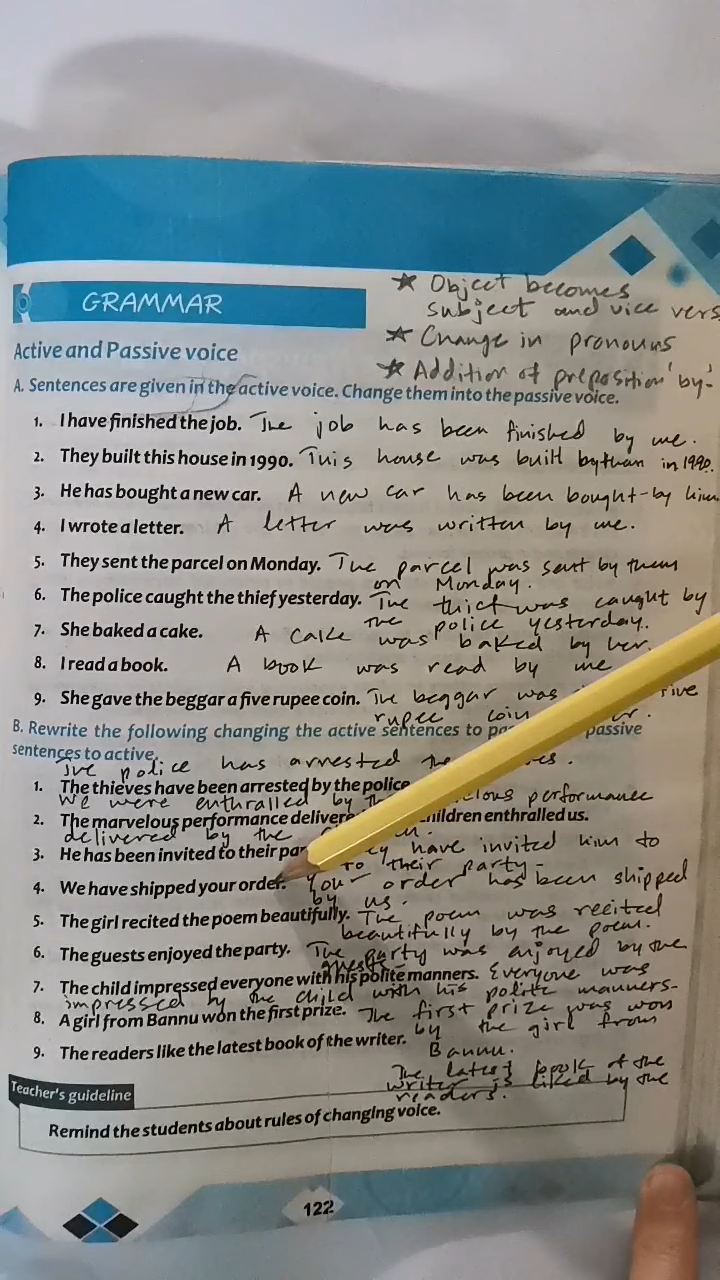 GRAMMAR
* Object becomes
subject and vice vers
* Change in pronouns
* Addition of preposition 'by'
Active and Passive voice
A. Sentences are given in the active voice. Change them into the passive voice.
1. I have finished the job. The job has been finished by me.
2. They built this house in 1990. This house was built by them in 1990.
3. He has bought a new car. A new car has been bought by him
4. I wrote a letter. A letter was written by me.
5. They sent the parcel on Monday. The parcel was sent by them
on Monday.
6. The police caught the thief yesterday. The thief was caught by
the police yesterday.
7. She baked a cake. A cake was baked by her.
8. I read a book. A book was read by me
9. She gave the beggar a five rupee coin. The beggar was five
rupee coin
B. Rewrite the following changing the active sentences to passive
sentences to active.
The police has arrested the
1. The thieves have been arrested by the police
We were enthralled by the performance
2. The marvelous performance delivere children enthralled us.
delivered by the
3. He has been invited to their par have invited him to
to their party.
4. We have shipped your order. Your order has been shipped
by us.
5. The girl recited the poem beautifully. The poem was recited
beautifully by the poem.
6. The guests enjoyed the party. The party was enjoyed by the
guests.
7. The child impressed everyone with his polite manners. Everyone was
impressed by the child with his polite manners.
8. A girl from Bannu won the first prize. The first prize was won
by the girl from
Bannu.
9. The readers like the latest book of the writer.
The latest book of the
writer is liked by the
readers.
Teacher's guideline
Remind the students about rules of changing voice.
122